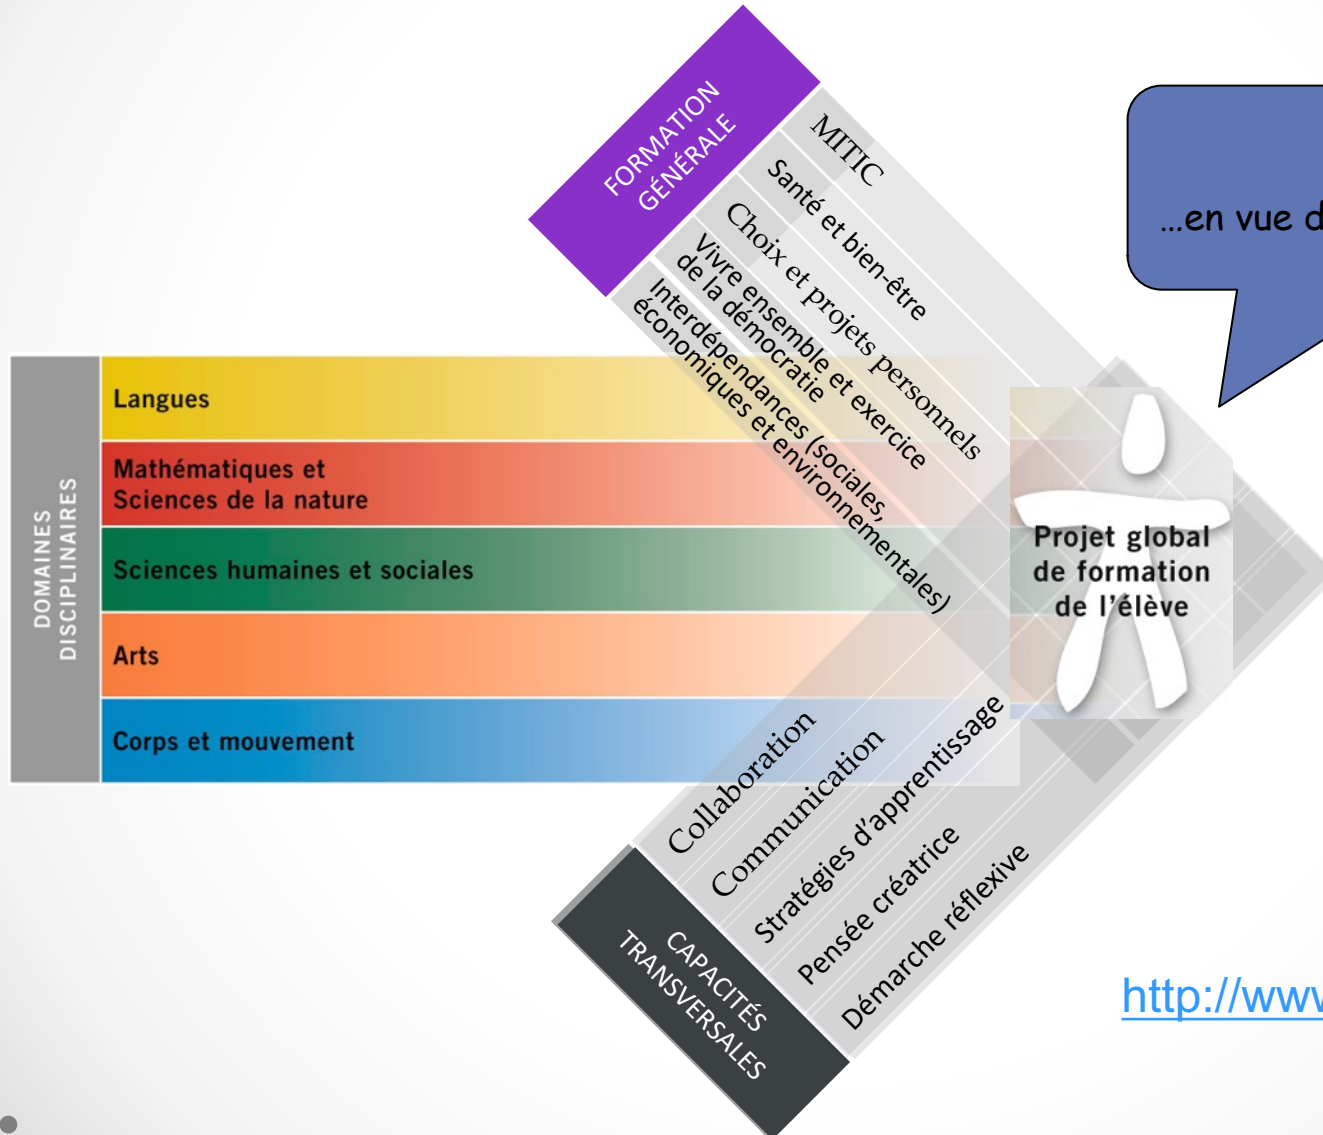 FORMATION
GÉNÉRALE
MITIC
Santé et bien-être
Choix et projets personnels
Vivre ensemble et exercice
de la démocratie
Interdépendances (sociales,
économiques et environnementales)
...en vue d
DOMAINES
DISCIPLINAIRES
Langues
Mathématiques et
Sciences de la nature
Sciences humaines et sociales
Arts
Corps et mouvement
Projet global
de formation
de l'élève
Collaboration
Communication
Stratégies d'apprentissage
Pensée créatrice
Démarche réflexive
CAPACITÉS
TRANSVERSALES
http://www